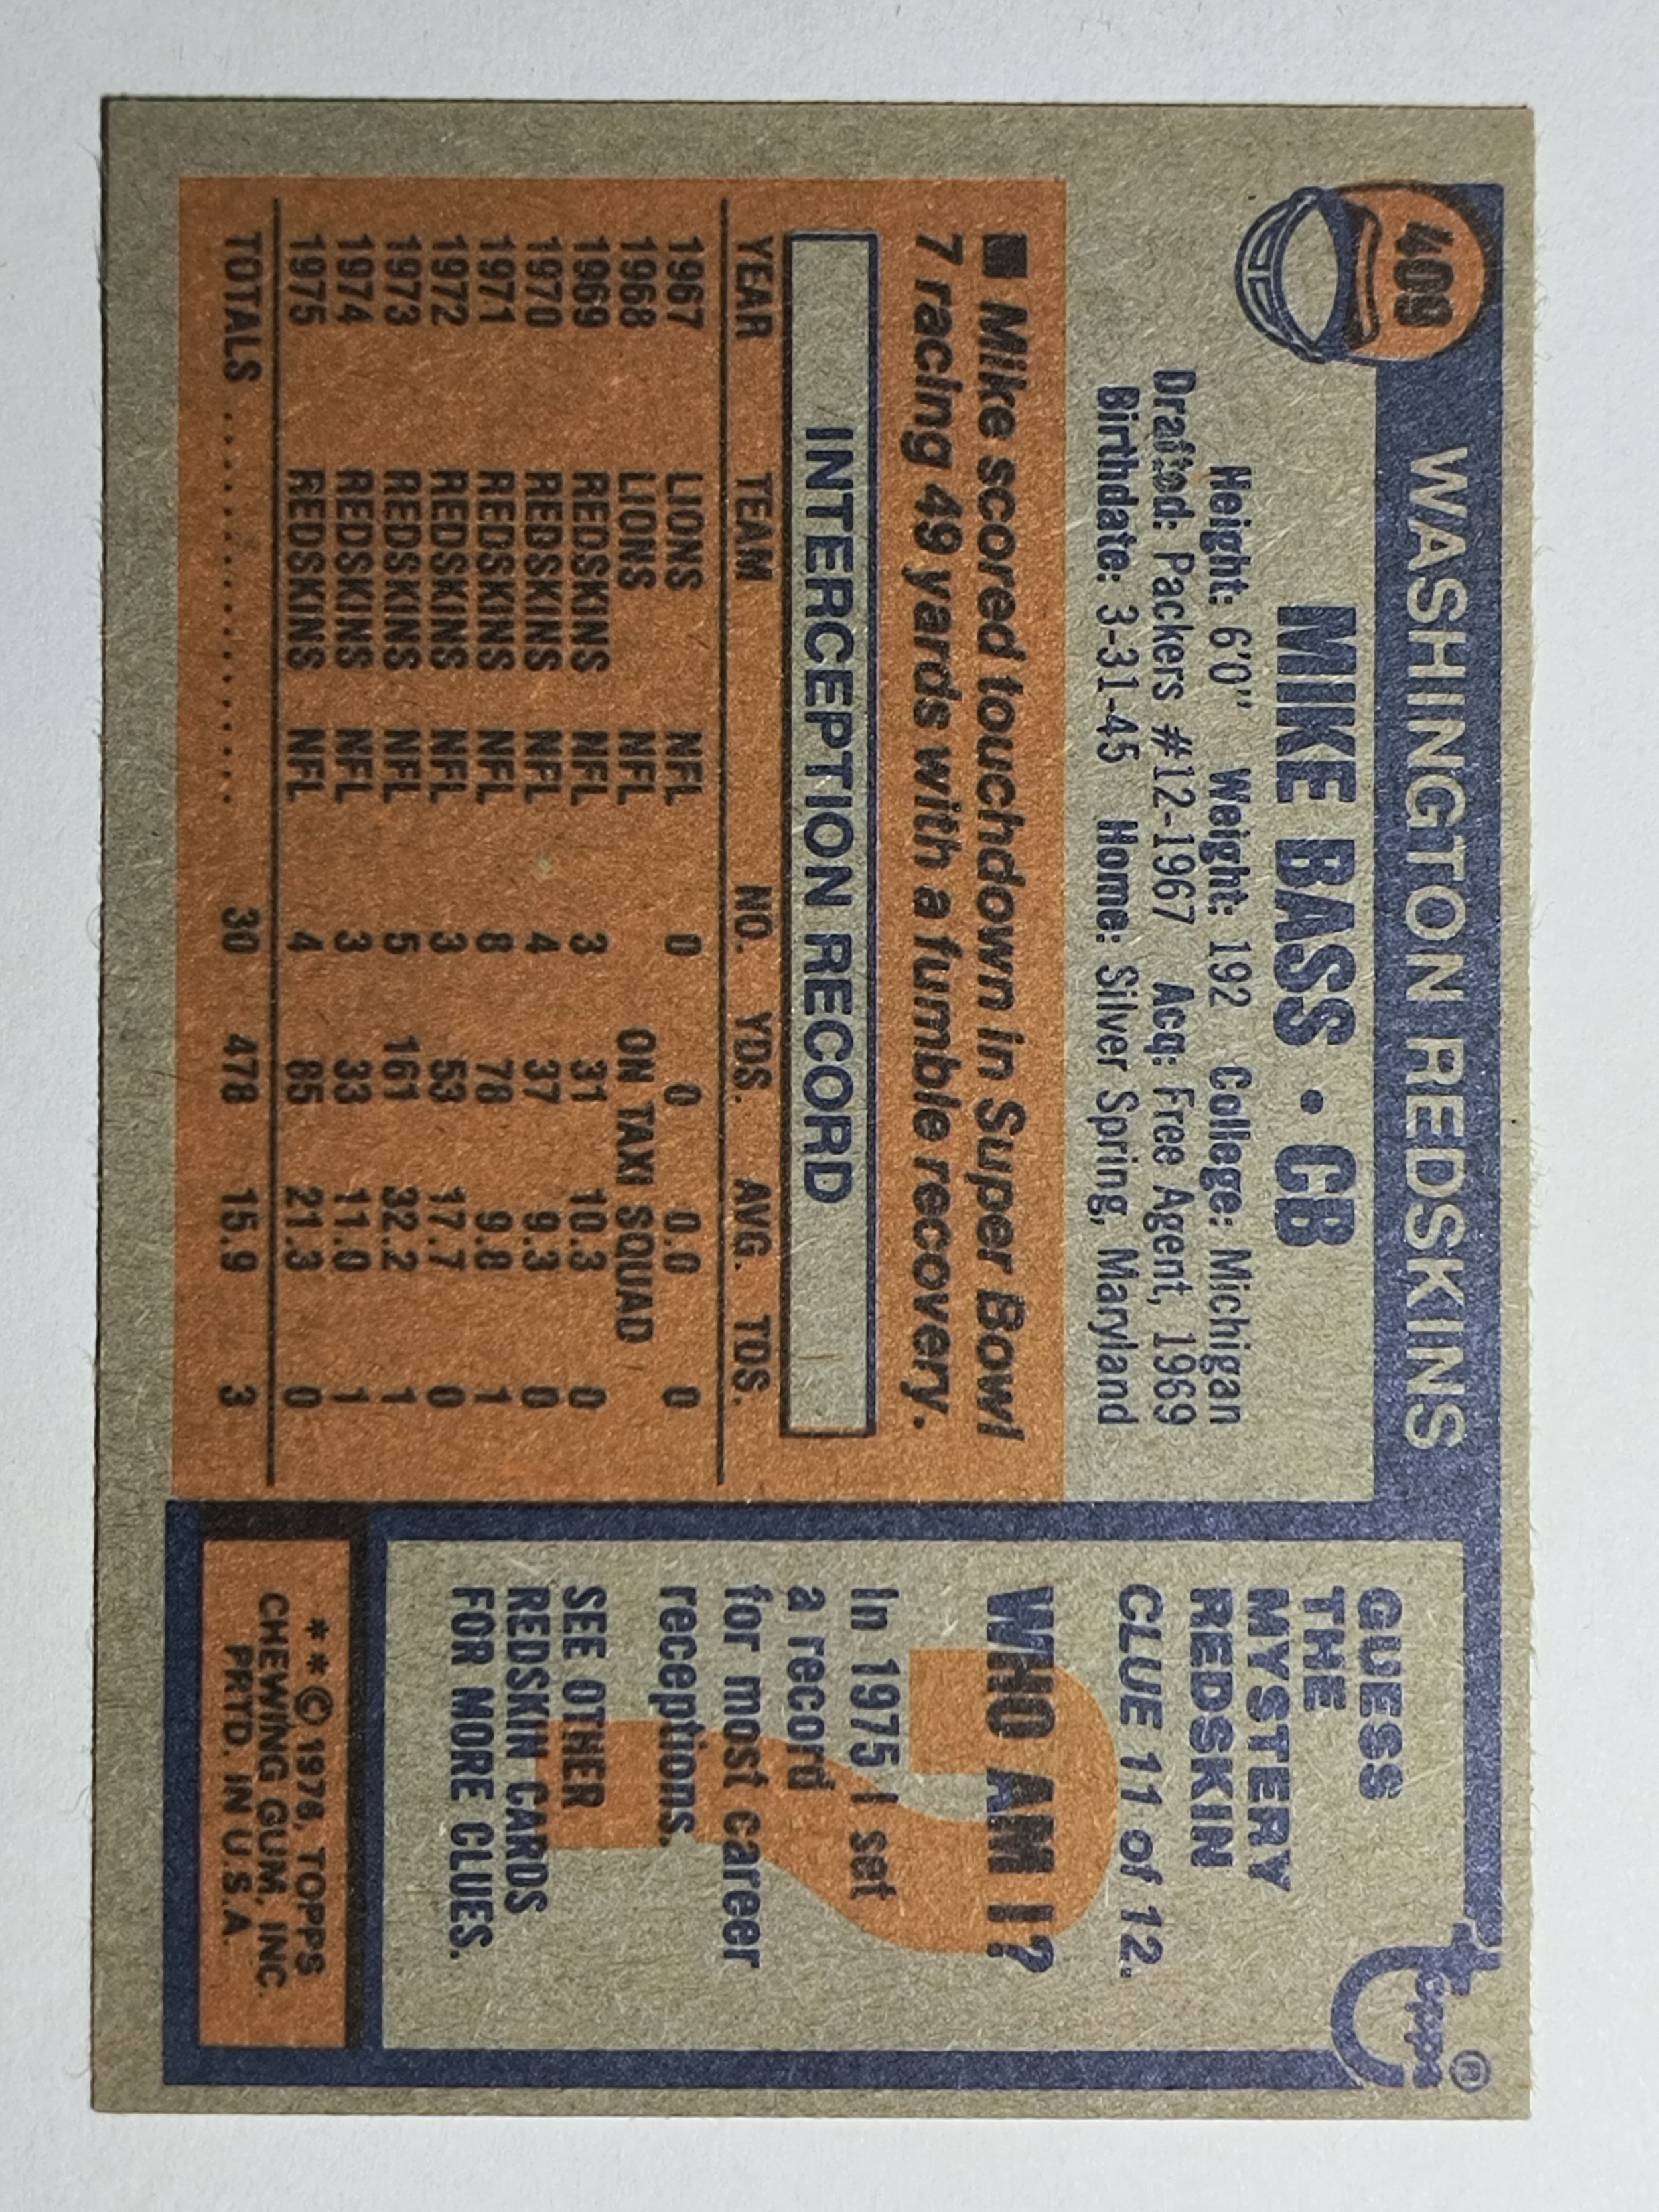 409
WASHINGTON REDSKINS
MIKE BASS • CB
Height: 6'0" Weight: 192 College: Michigan
Drafted: Packers #12-1967 Acq: Free Agent, 1969
Birthdate: 3-31-45 Home: Silver Spring, Maryland
■ Mike scored touchdown in Super Bowl
7 racing 49 yards with a fumble recovery.
INTERCEPTION RECORD
YEAR TEAM NO. YDS. AVG. TDS.
1967 LIONS NFL 0 0 0.0 0
1968 LIONS NFL ON TAXI SQUAD
1969 REDSKINS NFL 3 31 10.3 0
1970 REDSKINS NFL 4 37 9.3 0
1971 REDSKINS NFL 8 78 9.8 1
1972 REDSKINS NFL 3 53 17.7 0
1973 REDSKINS NFL 5 161 32.2 1
1974 REDSKINS NFL 3 33 11.0 1
1975 REDSKINS NFL 4 85 21.3 0
TOTALS .................. 30 478 15.9 3
topps ®
GUESS
THE
MYSTERY
REDSKIN
CLUE 11 of 12.
WHO AM I?
In 1975 I set
a record
for most career
receptions.
SEE OTHER
REDSKIN CARDS
FOR MORE CLUES.
**© 1976, TOPPS
CHEWING GUM, INC.
PRTD. IN U.S.A.